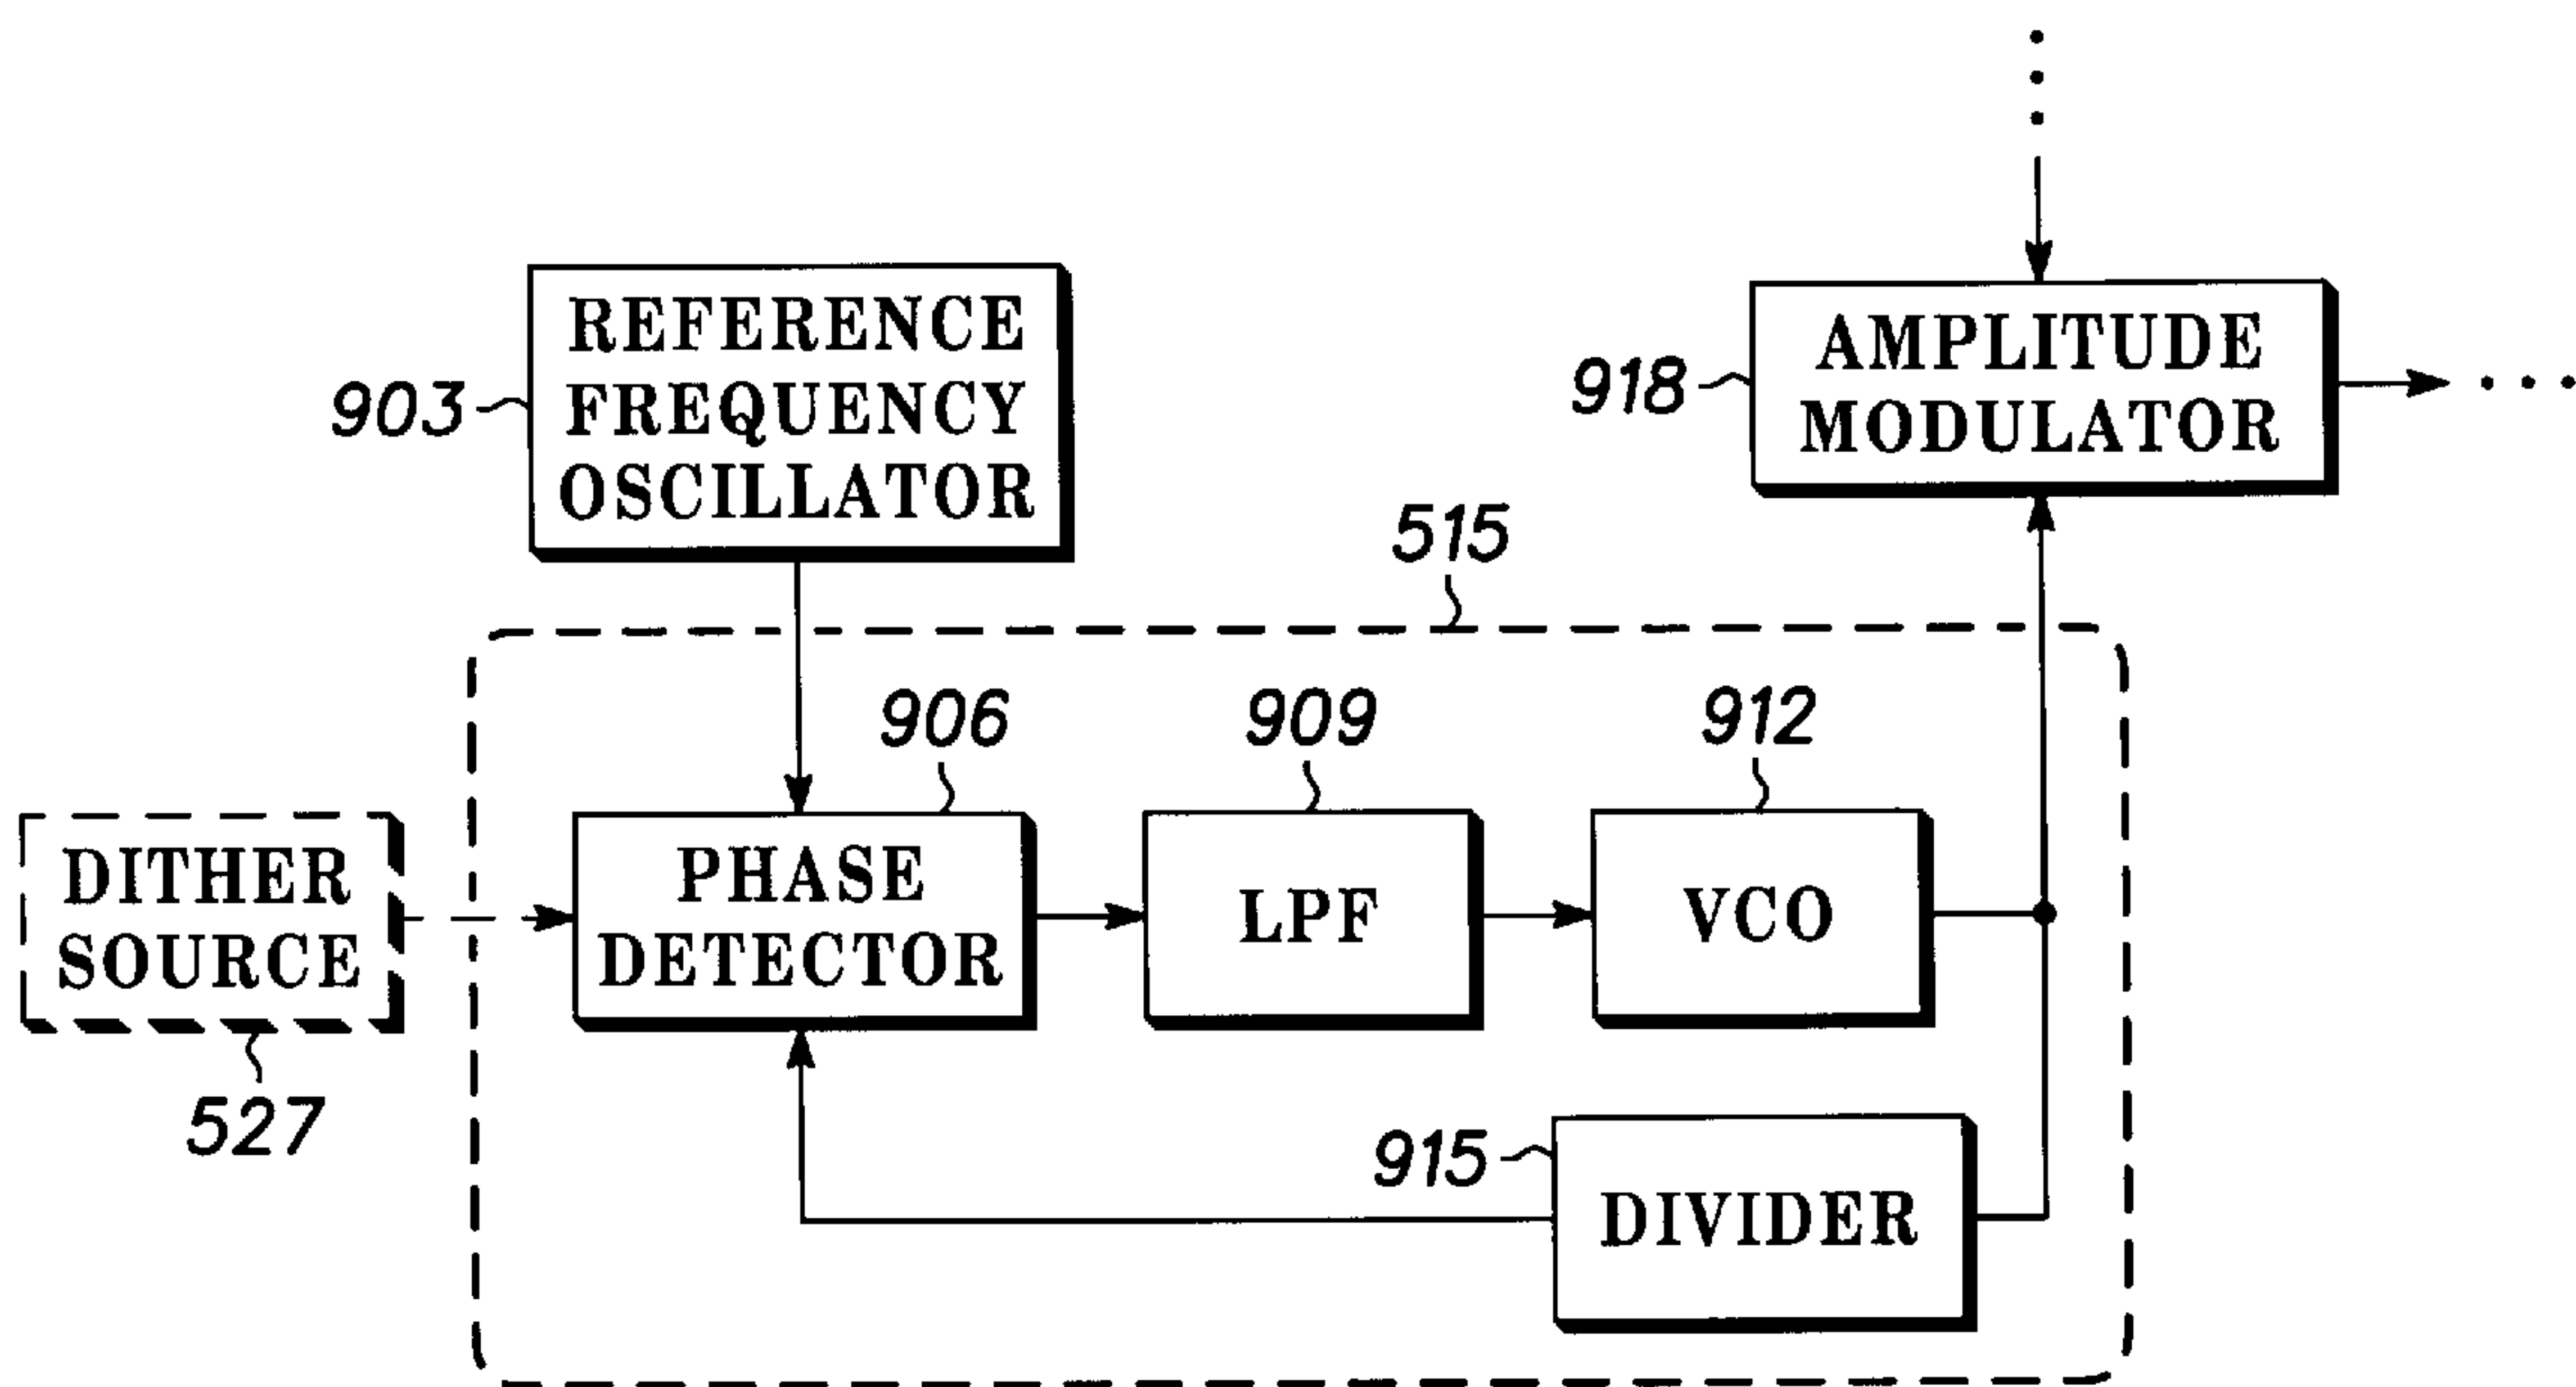 REFERENCE
FREQUENCY
OSCILLATOR
903
AMPLITUDE
MODULATOR
918
515
906
909
912
DITHER
SOURCE
527
PHASE
DETECTOR
LPF
VCO
915
DIVIDER